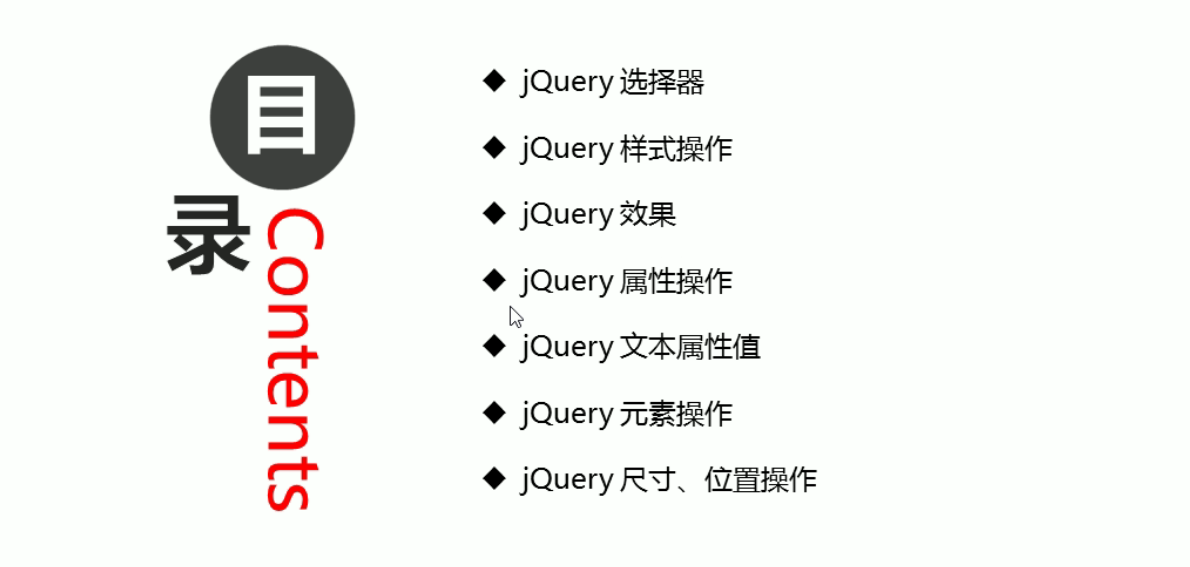 目
录
Contents
◆ jQuery 选择器
◆ jQuery 样式操作
◆ jQuery 效果
◆ jQuery 属性操作
◆ jQuery 文本属性值
◆ jQuery 元素操作
◆ jQuery 尺寸、位置操作